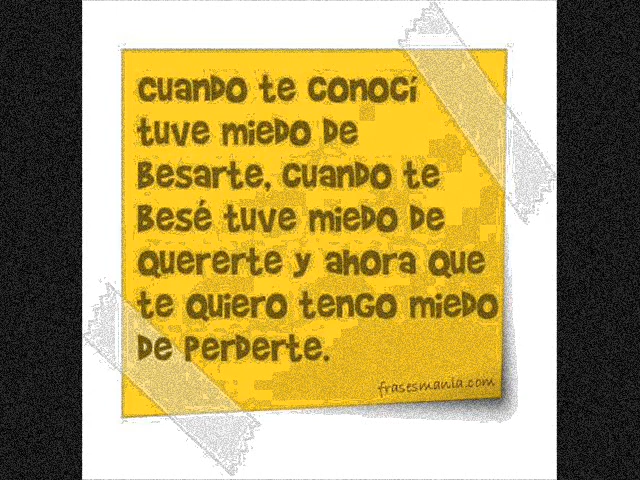 Cuando te conocí
tuve miedo de
Besarte, cuando te
Besé tuve miedo de
Quererte y ahora que
te quiero tengo miedo
de perderte.
frasesmania.com